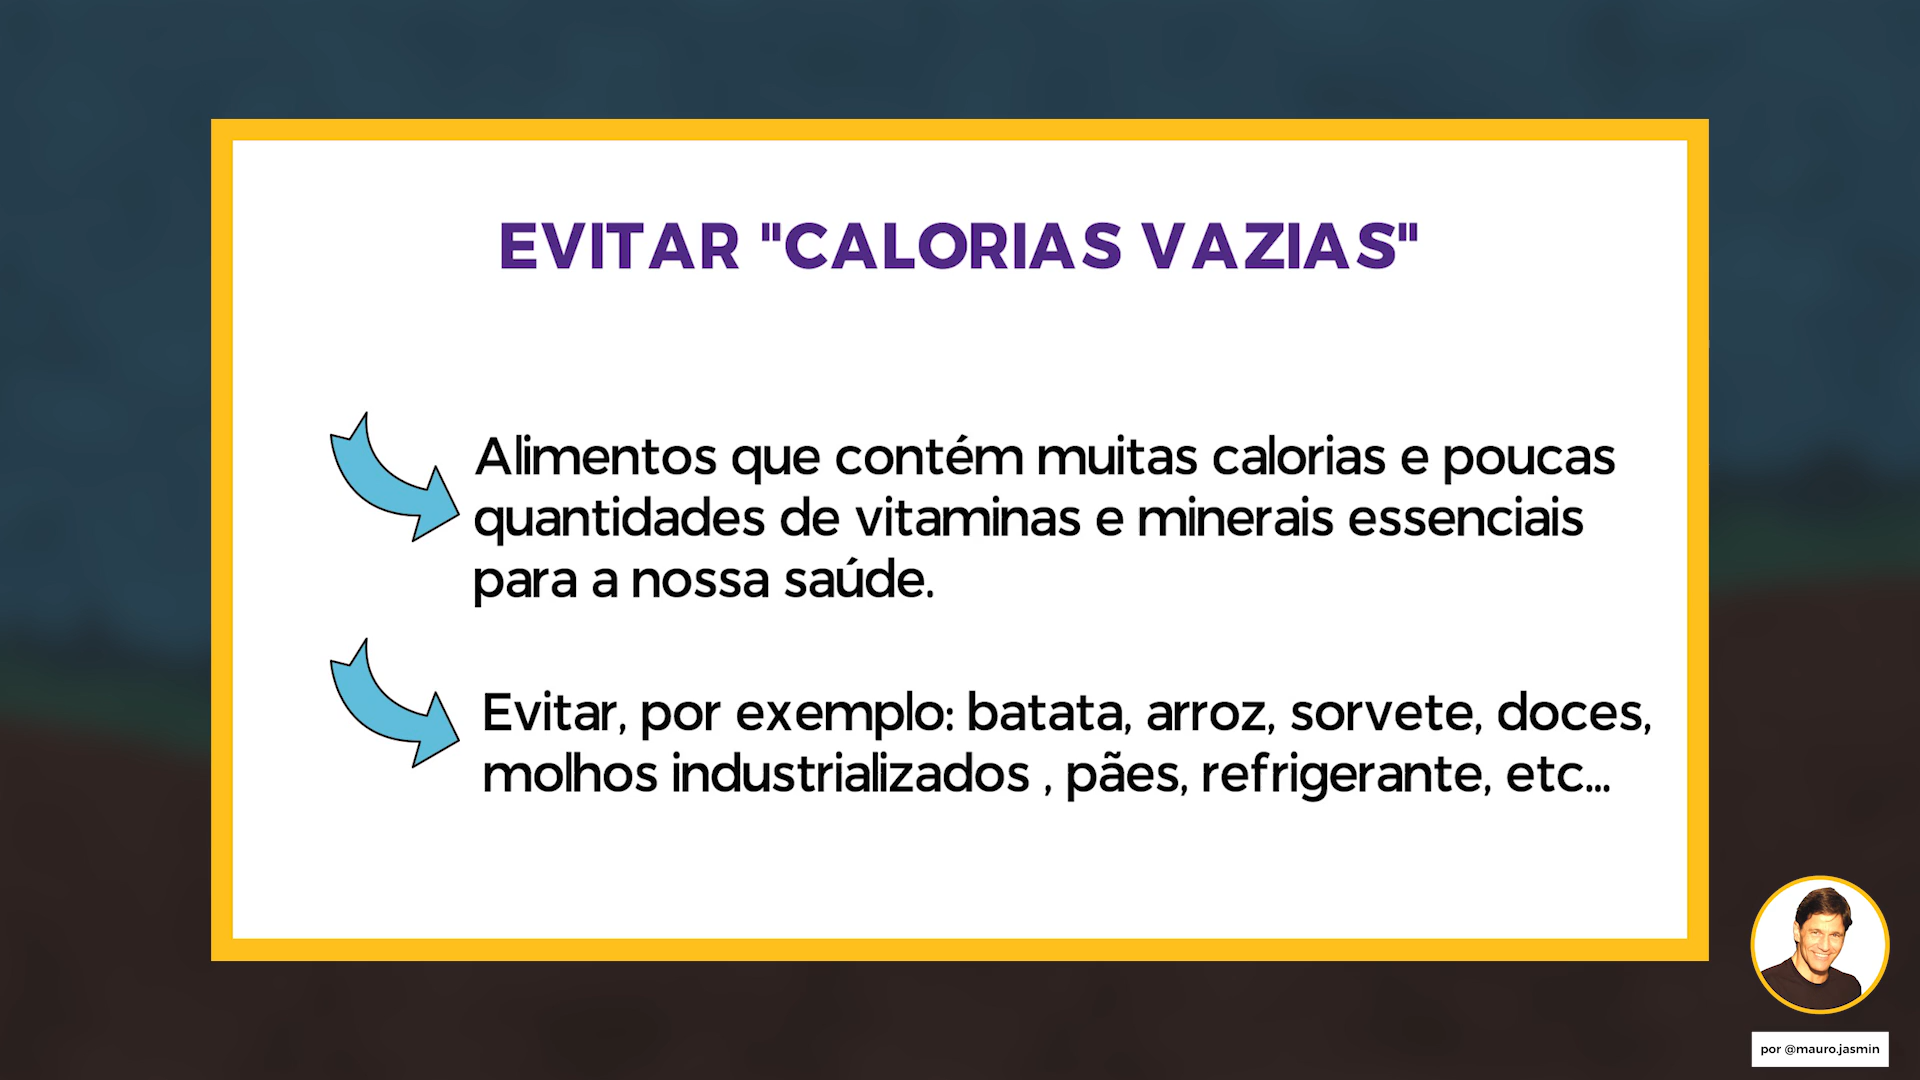 EVITAR "CALORIAS VAZIAS"
Alimentos que contém muitas calorias e poucas
quantidades de vitaminas e minerais essenciais
para a nossa saúde.
Evitar, por exemplo: batata, arroz, sorvete, doces,
molhos industrializados , pães, refrigerante, etc...
por @mauro.jasmin